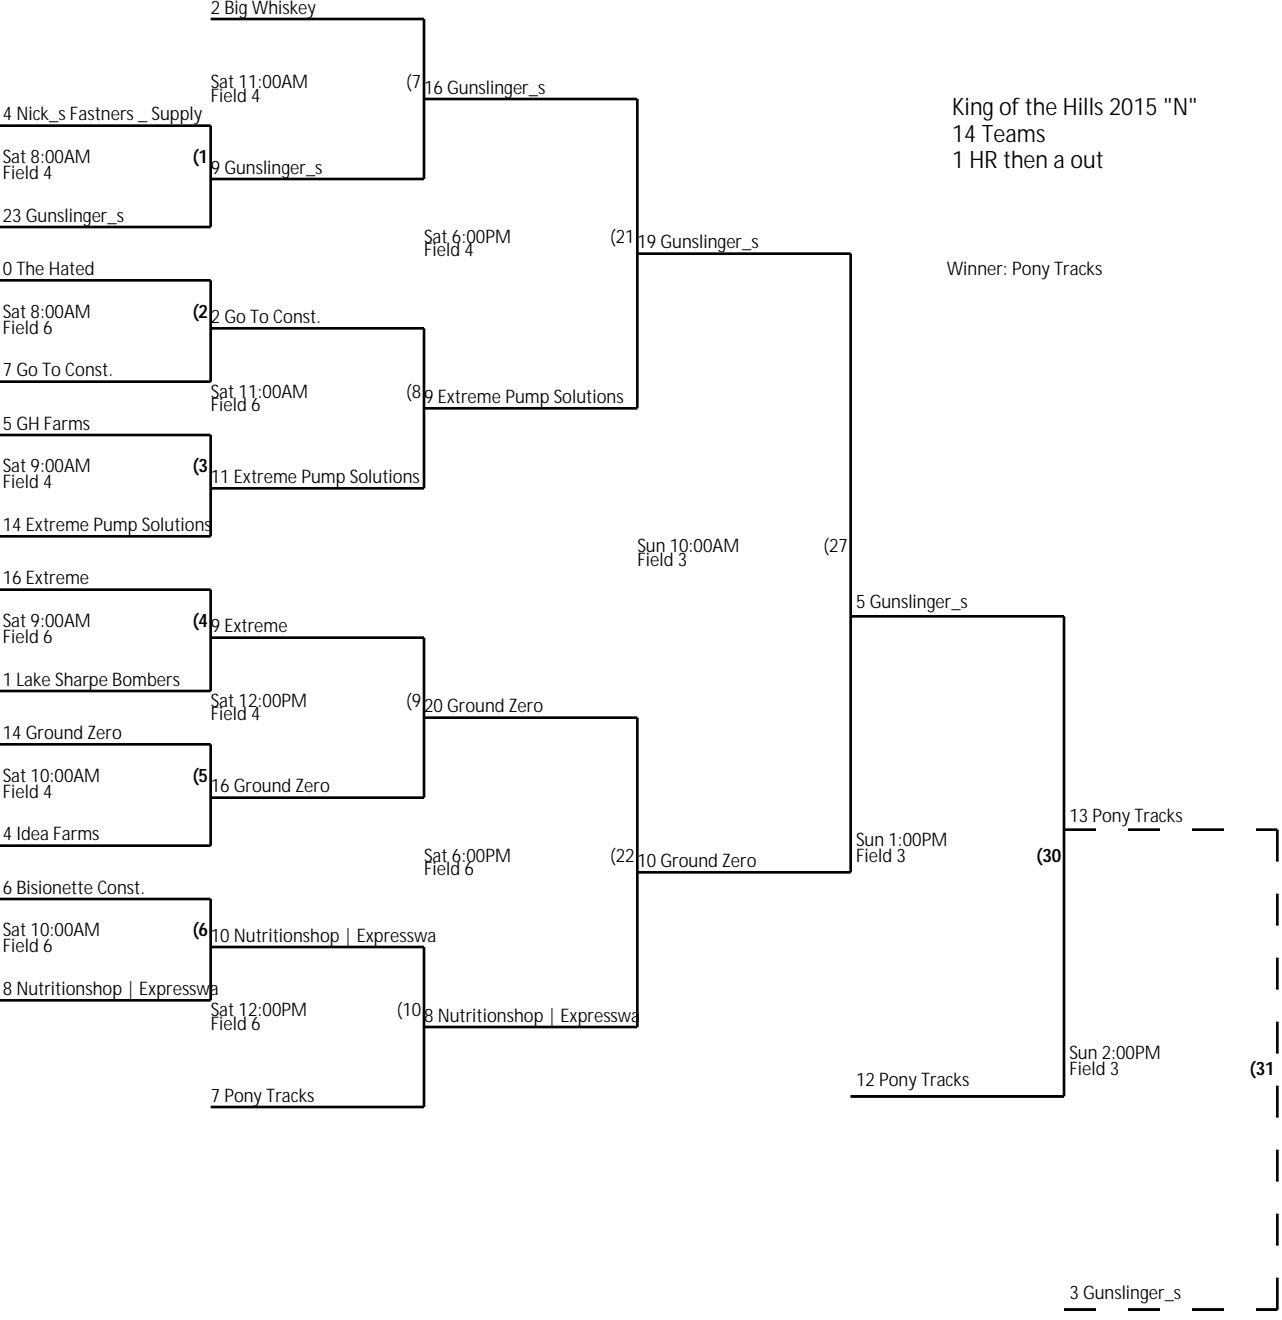 2 Big Whiskey
Sat 11:00AM (7
Field 4
16 Gunslinger_s
King of the Hills 2015 "N"
14 Teams
1 HR then a out
4 Nick_s Fastners _ Supply
Sat 8:00AM (1
Field 4
9 Gunslinger_s
23 Gunslinger_s
Sat 6:00PM (21
Field 4
19 Gunslinger_s
Winner: Pony Tracks
0 The Hated
Sat 8:00AM (2
Field 6
2 Go To Const.
7 Go To Const.
Sat 11:00AM (8
Field 6
9 Extreme Pump Solutions
5 GH Farms
Sat 9:00AM (3
Field 4
11 Extreme Pump Solutions
14 Extreme Pump Solutions
Sun 10:00AM (27
Field 3
16 Extreme
5 Gunslinger_s
Sat 9:00AM (4
Field 6
9 Extreme
1 Lake Sharpe Bombers
Sat 12:00PM (9
Field 4
20 Ground Zero
14 Ground Zero
Sat 10:00AM (5
Field 4
16 Ground Zero
4 Idea Farms
13 Pony Tracks
Sat 6:00PM (22
Field 6
10 Ground Zero
Sun 1:00PM (30
Field 3
6 Bisionette Const.
Sat 10:00AM (6
Field 6
10 Nutritionshop | Expresswa
8 Nutritionshop | Expresswa
Sat 12:00PM (10
Field 6
8 Nutritionshop | Expresswa
7 Pony Tracks
12 Pony Tracks
Sun 2:00PM (31
Field 3
3 Gunslinger_s